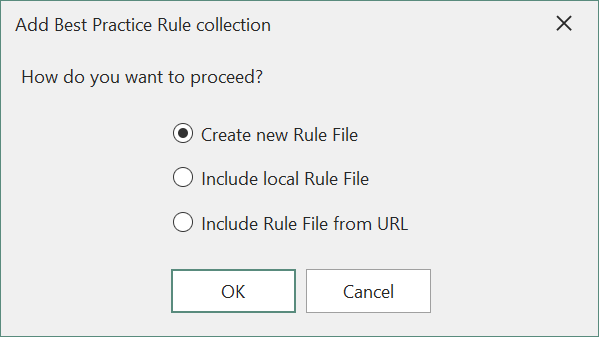 Add Best Practice Rule collection
How do you want to proceed?
Create new Rule File
Include local Rule File
Include Rule File from URL
OK Cancel